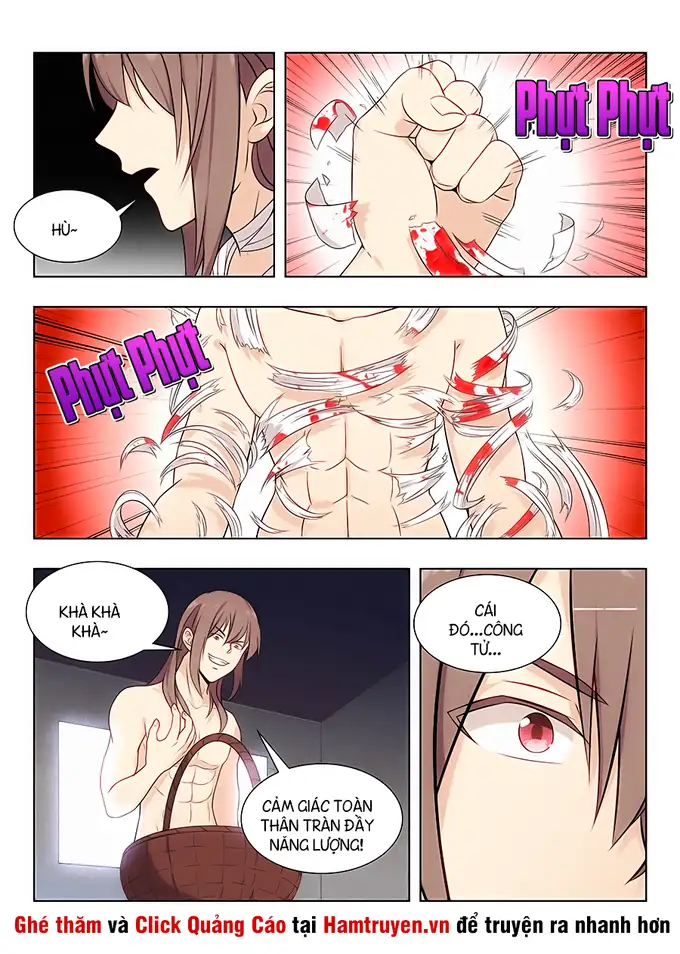 HÙ~
PHỰT PHỰT
PHỰT PHỰT
KHÀ KHÀ
KHÀ~
CẢM GIÁC TOÀN
THÂN TRÀN ĐẦY
NĂNG LƯỢNG!
CÁI
ĐÓ...CÔNG
TỬ...
Ghé thăm và Click Quảng Cáo tại Hamtruyen.vn để truyện ra nhanh hơn